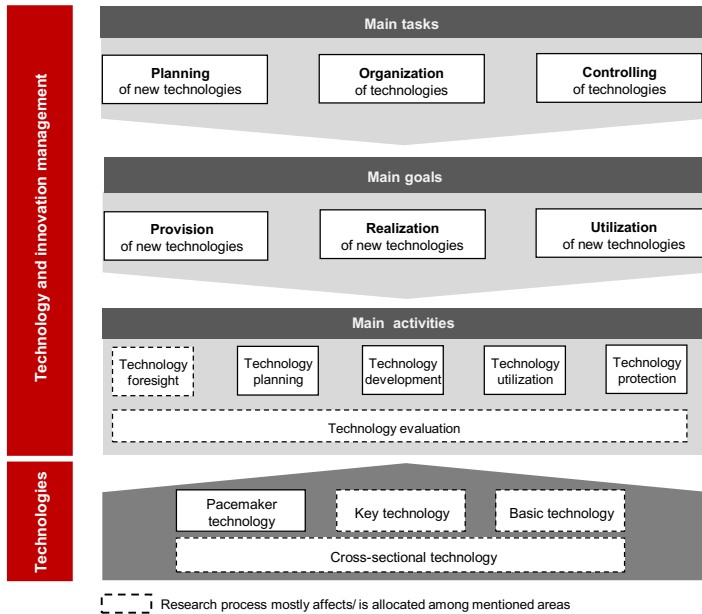 Technology and innovation management
Main tasks
Planning
of new technologies
Organization
of technologies
Controlling
of technologies
Main goals
Provision
of new technologies
Realization
of new technologies
Utilization
of new technologies
Main activities
Technology
foresight
Technology
planning
Technology
development
Technology
utilization
Technology
protection
Technology evaluation
Technologies
Pacemaker
technology
Key technology
Basic technology
Cross-sectional technology
Research process mostly affects/ is allocated among mentioned areas